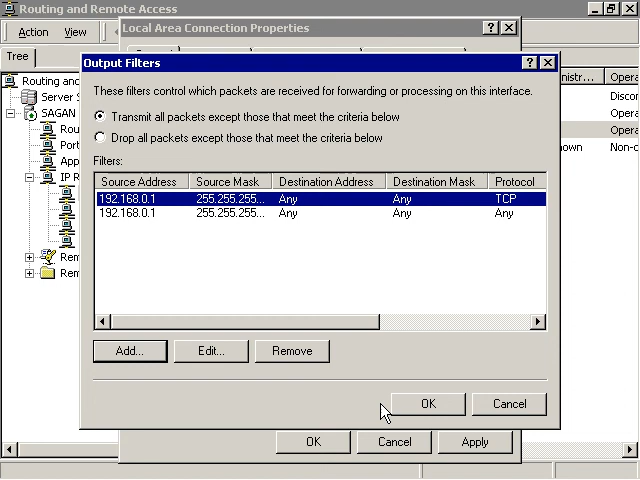 Routing and Remote Access
Action View
Local Area Connection Properties
Tree
Output Filters
Routing and
Server S
SAGAN
Rou
Port
App
IP R
Rem
Rem
nistr... Opera
Discor
Opera
Opera
nown Non-o
These filters control which packets are received for forwarding or processing on this interface.
Transmit all packets except those that meet the criteria below
Drop all packets except those that meet the criteria below
Filters:
Source Address Source Mask Destination Address Destination Mask Protocol
192.168.0.1 255.255.255... Any Any TCP
192.168.0.1 255.255.255... Any Any Any
Add... Edit... Remove
OK Cancel
OK Cancel Apply